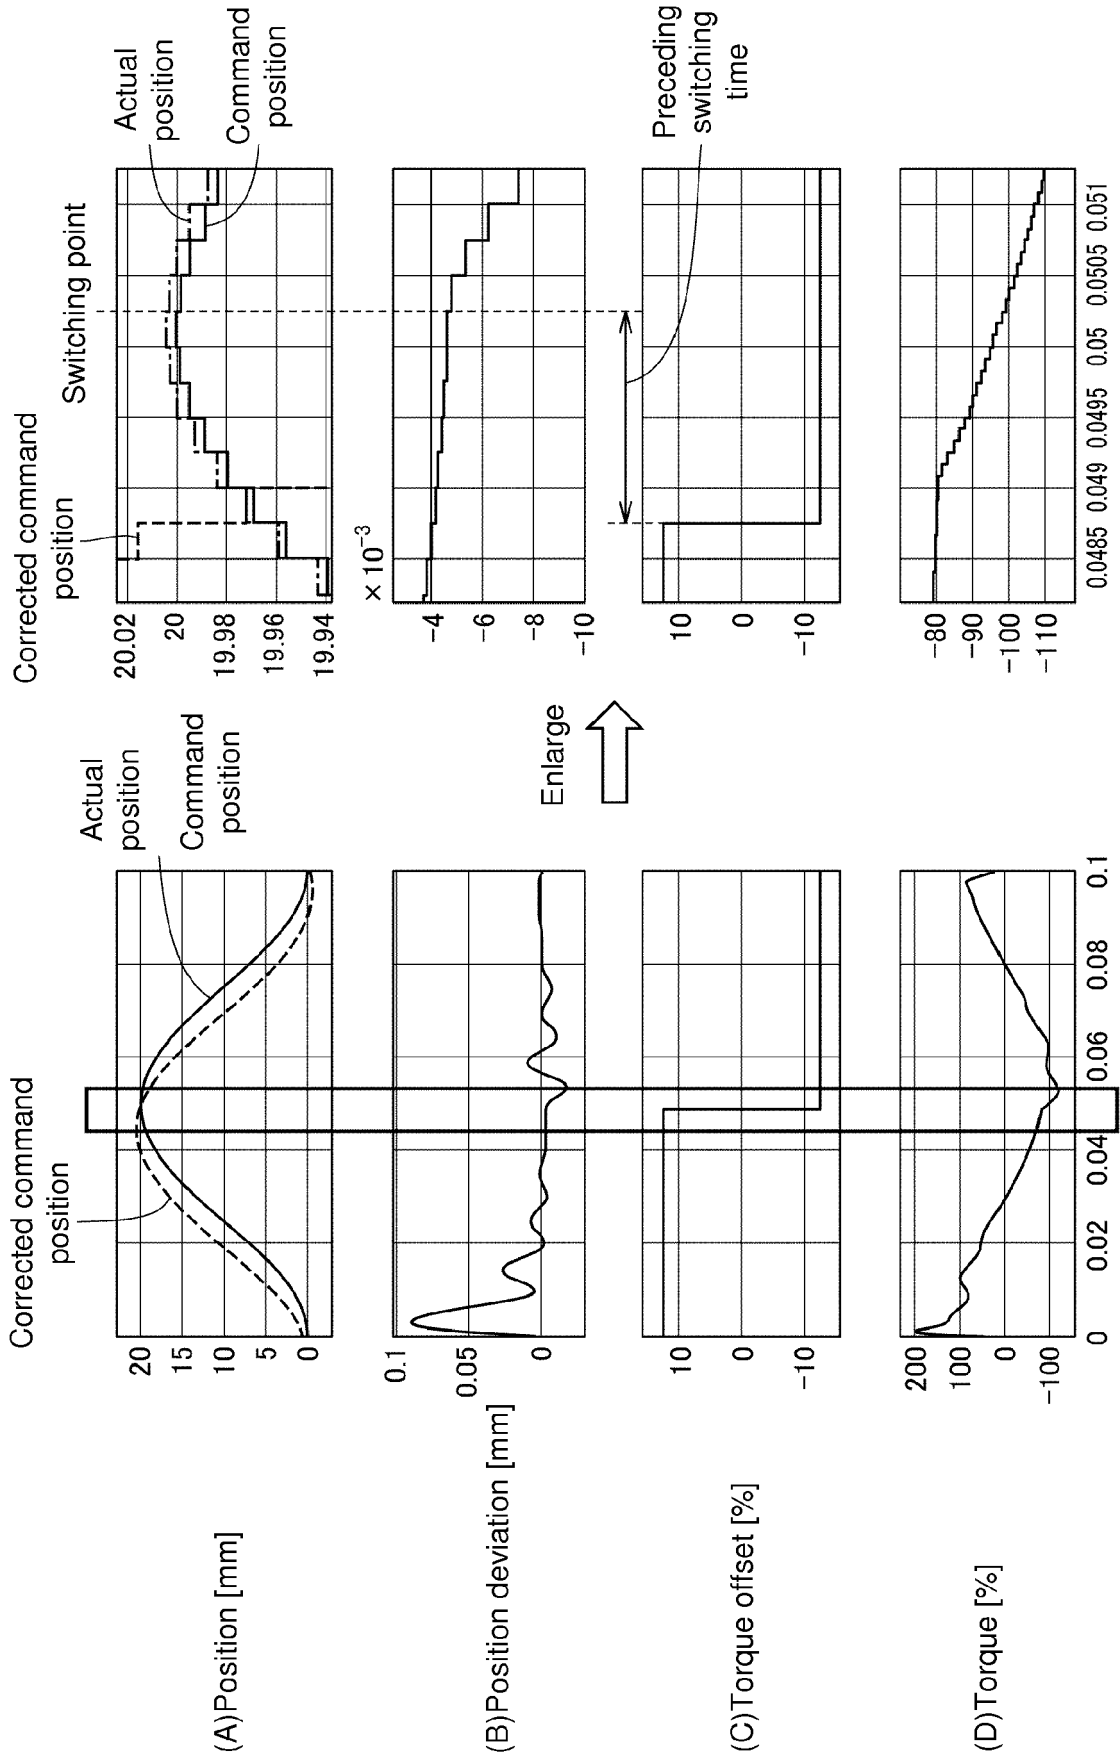 (A)Position [mm]
Corrected command
position
Actual
position
Command
position
20
15
10
5
0
(B)Position deviation [mm]
0.1
0.05
0
(C)Torque offset [%]
10
0
-10
(D)Torque [%]
200
100
0
-100
0
0.02
0.04
0.06
0.08
0.1
Enlarge
Corrected command
position
Switching point
Actual
position
Command
position
20.02
20
19.98
19.96
19.94
×10⁻³
-4
-6
-8
-10
Preceding
switching
time
10
0
-10
-80
-90
-100
-110
0.0485
0.049
0.0495
0.05
0.0505
0.051